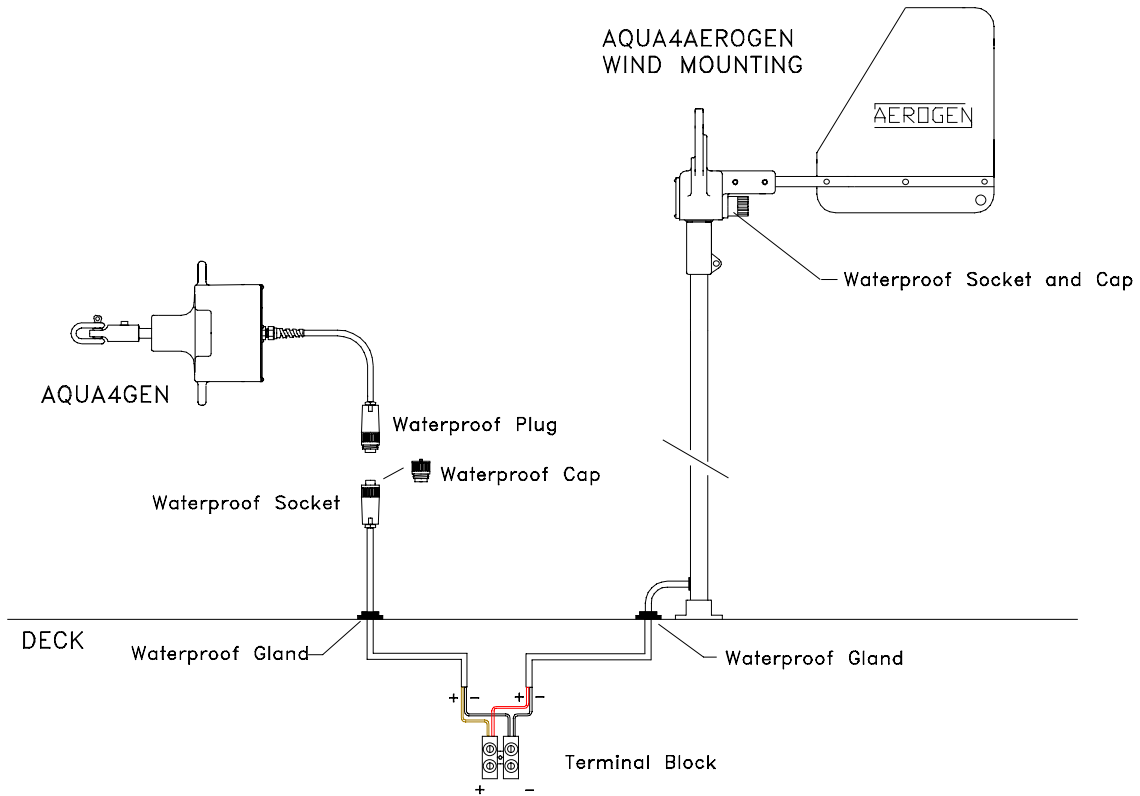 AQUA4AEROGEN
WIND MOUNTING
AEROGEN
Waterproof Socket and Cap
AQUA4GEN
Waterproof Plug
Waterproof Cap
Waterproof Socket
DECK
Waterproof Gland
Waterproof Gland
+ −
+ −
Terminal Block
+ −